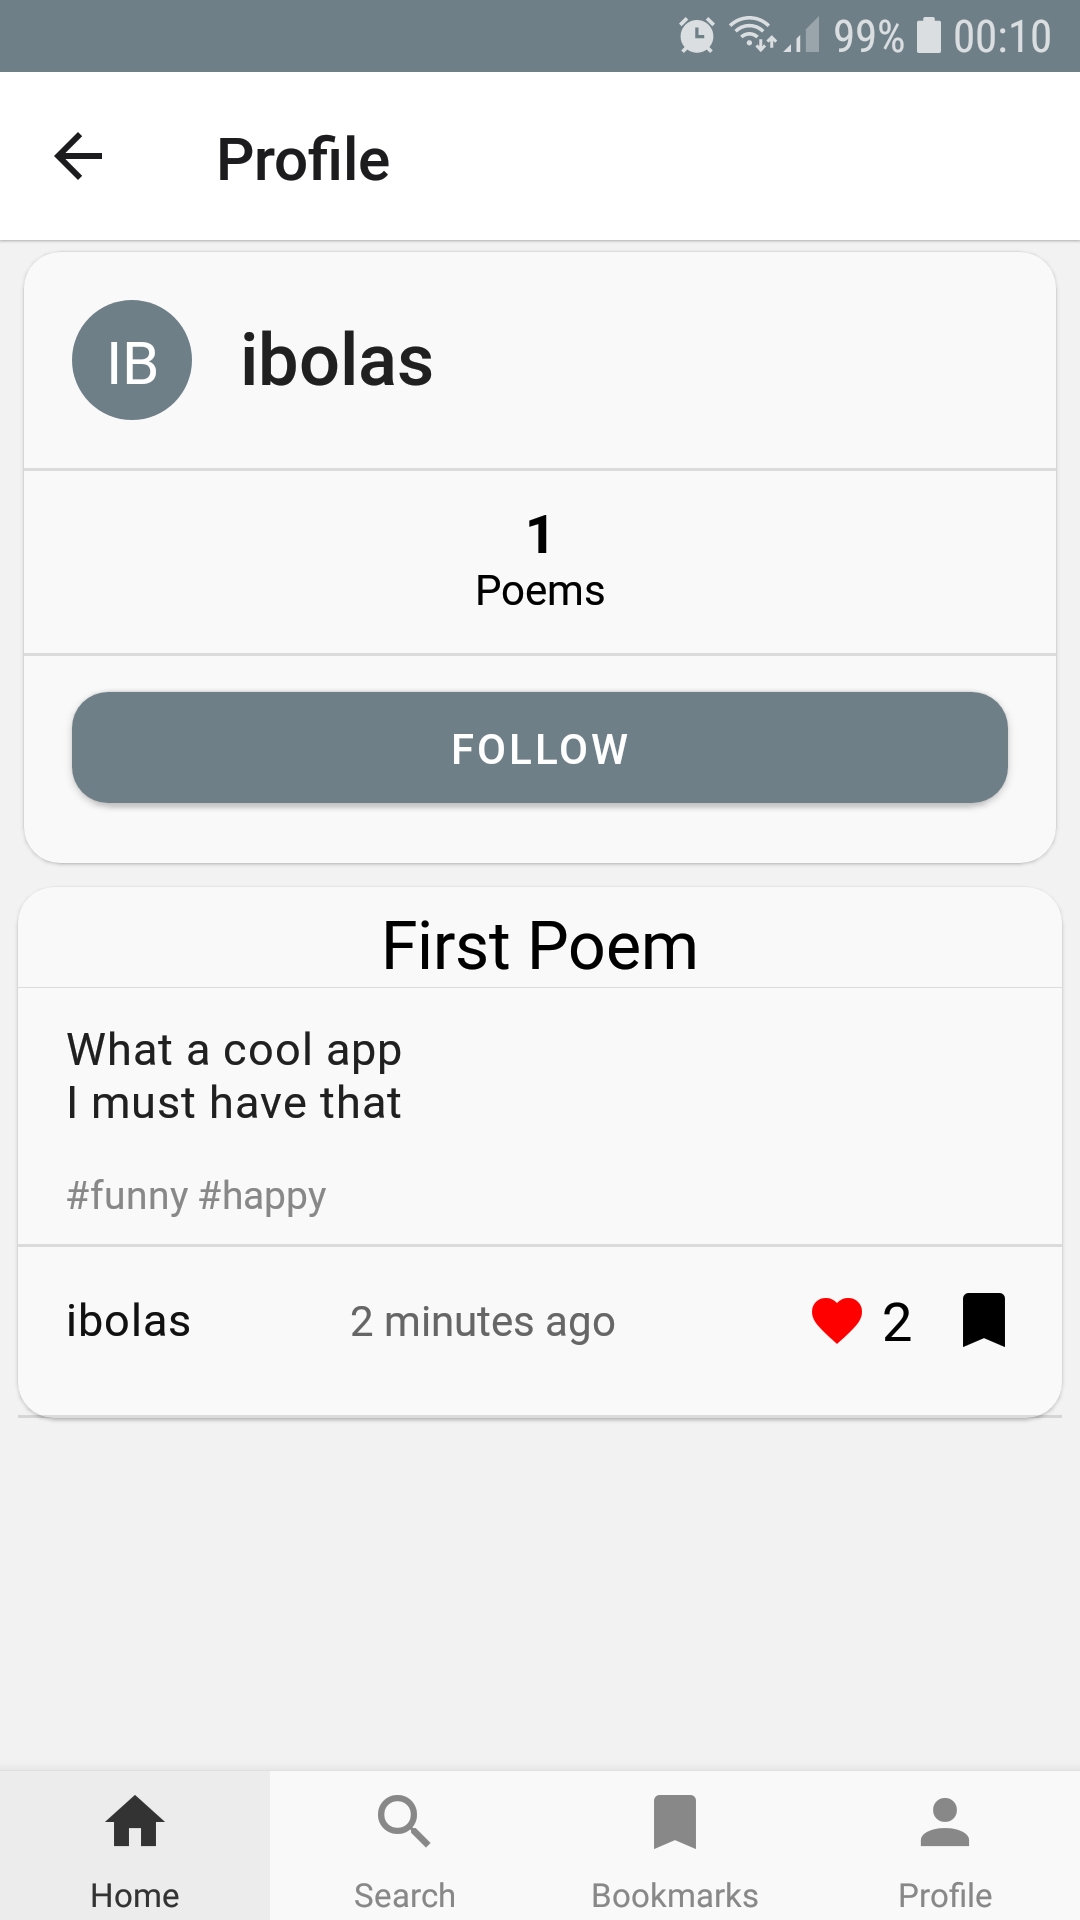 99% 00:10
Profile
IB ibolas
1
Poems
FOLLOW
First Poem
What a cool app
I must have that
#funny #happy
ibolas 2 minutes ago 2
Home Search Bookmarks Profile